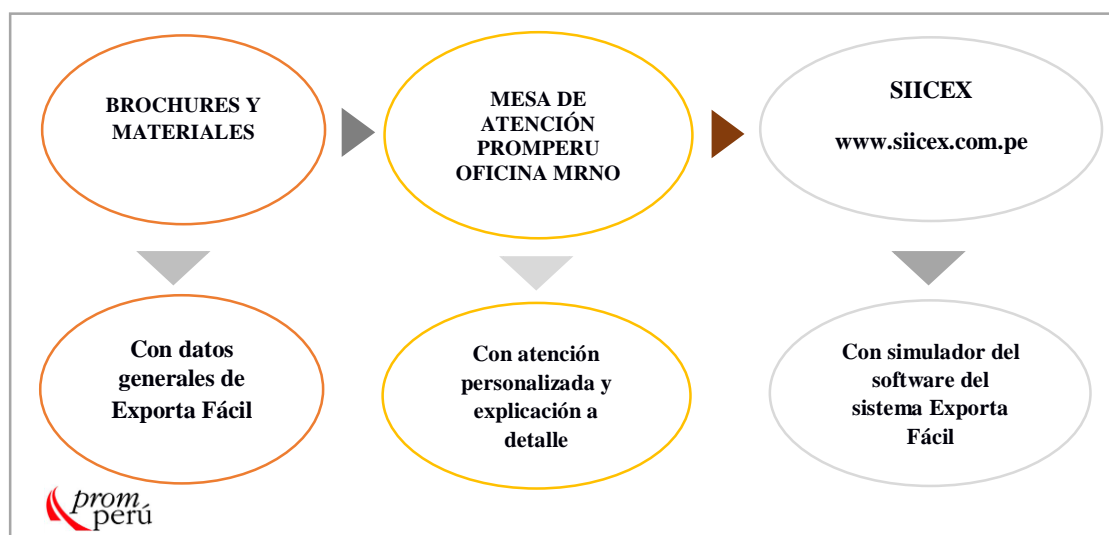 BROCHURES Y
MATERIALES
MESA DE
ATENCIÓN
PROMPERU
OFICINA MRNO
SIICEX
www.siicex.com.pe
Con datos
generales de
Exporta Fácil
Con atención
personalizada y
explicación a
detalle
Con simulador del
software del
sistema Exporta
Fácil
prom
perú